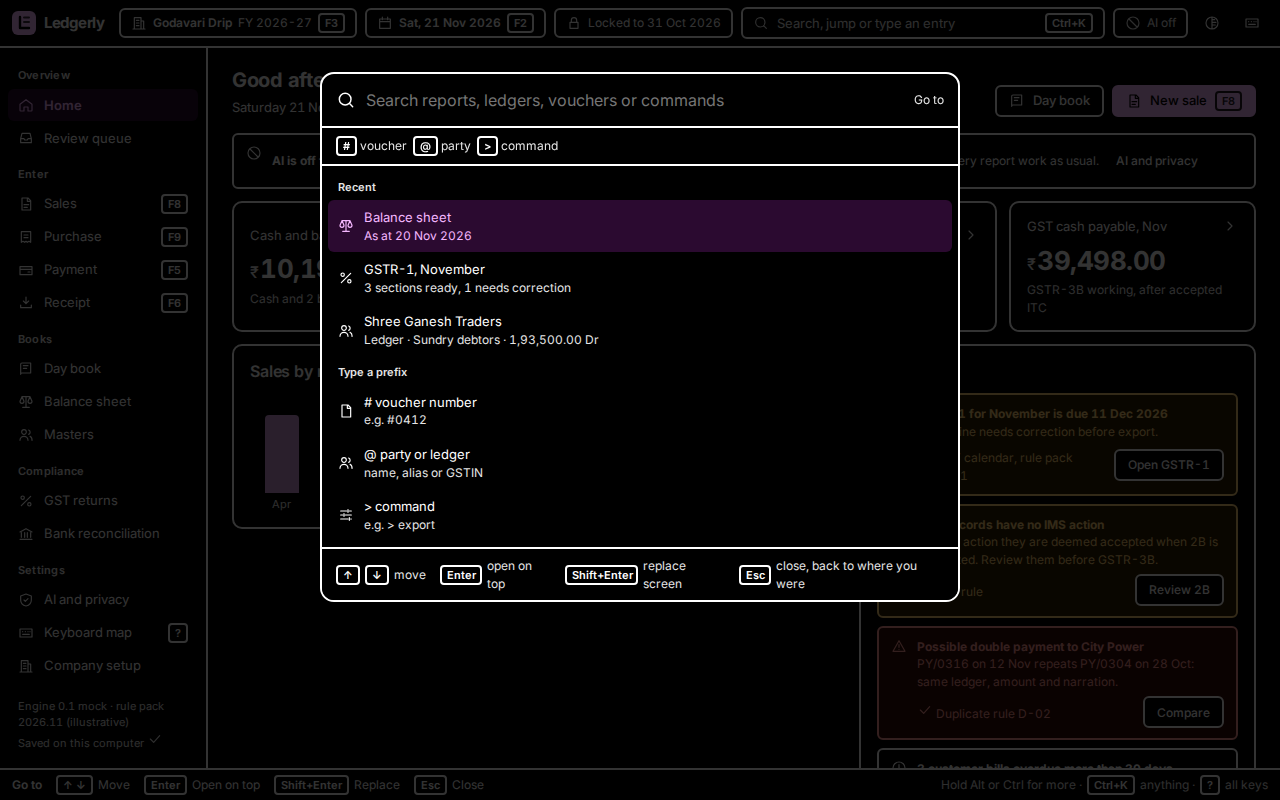 Ledgerly
Godavari Drip FY 2026-27 F3
Sat, 21 Nov 2026 F2
Locked to 31 Oct 2026
Search, jump or type an entry Ctrl+K
AI off
Overview
Home
Review queue
Enter
Sales F8
Purchase F9
Payment F5
Receipt F6
Books
Day book
Balance sheet
Masters
Compliance
GST returns
Bank reconciliation
Settings
AI and privacy
Keyboard map ?
Company setup
Engine 0.1 mock · rule pack
2026.11 (illustrative)
Saved on this computer
Good
Saturday 21
Day book
New sale F8
AI is off
report work as usual. AI and privacy
Cash and
₹10,19
Cash and 2
GST cash payable, Nov
₹39,498.00
GSTR-3B working, after accepted
ITC
Sales by
Apr
Search reports, ledgers, vouchers or commands
Go to
# voucher @ party > command
Recent
Balance sheet
As at 20 Nov 2026
GSTR-1, November
3 sections ready, 1 needs correction
Shree Ganesh Traders
Ledger · Sundry debtors · 1,93,500.00 Dr
Type a prefix
# voucher number
e.g. #0412
@ party or ledger
name, alias or GSTIN
> command
e.g. > export
↑ ↓ move
Enter open on
top
Shift+Enter replace
screen
Esc close, back to where you
were
for November is due 11 Dec 2026
needs correction before export.
calendar, rule pack
Open GSTR-1
have no IMS action
action they are deemed accepted when 2B is
Review them before GSTR-3B.
rule
Review 2B
Possible double payment to City Power
PY/0316 on 12 Nov repeats PY/0304 on 28 Oct:
same ledger, amount and narration.
Duplicate rule D-02
Compare
Go to ↑ ↓ Move Enter Open on top Shift+Enter Replace Esc Close
Hold Alt or Ctrl for more · Ctrl+K anything · ? all keys